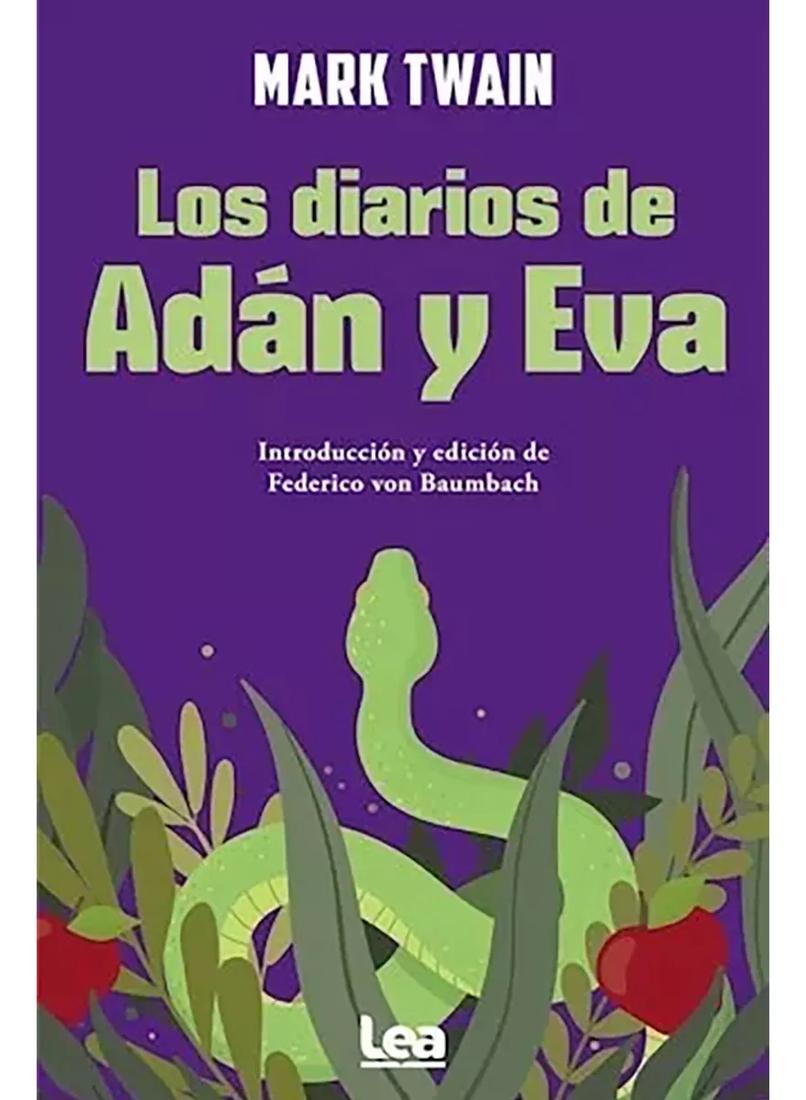 MARK TWAIN
Los diarios de
Adán y Eva
Introducción y edición de
Federico von Baumbach
Lea